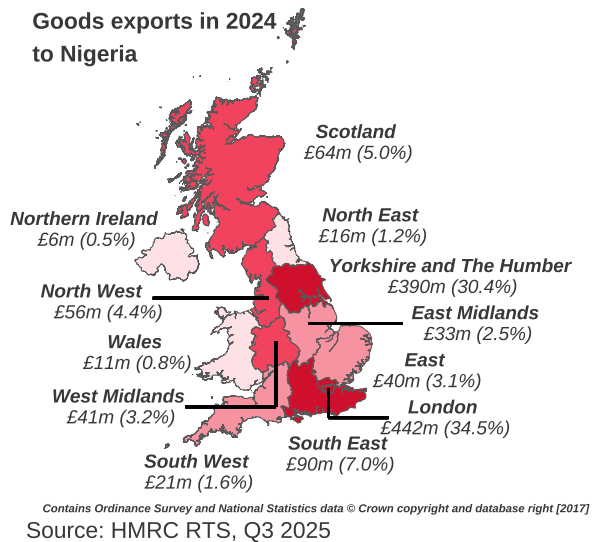 Goods exports in 2024
to Nigeria
Scotland
£64m (5.0%)
Northern Ireland
£6m (0.5%)
North East
£16m (1.2%)
Yorkshire and The Humber
£390m (30.4%)
North West
£56m (4.4%)
East Midlands
£33m (2.5%)
Wales
£11m (0.8%)
East
£40m (3.1%)
West Midlands
£41m (3.2%)
London
£442m (34.5%)
South East
£90m (7.0%)
South West
£21m (1.6%)
Contains Ordinance Survey and National Statistics data © Crown copyright and database right [2017]
Source: HMRC RTS, Q3 2025